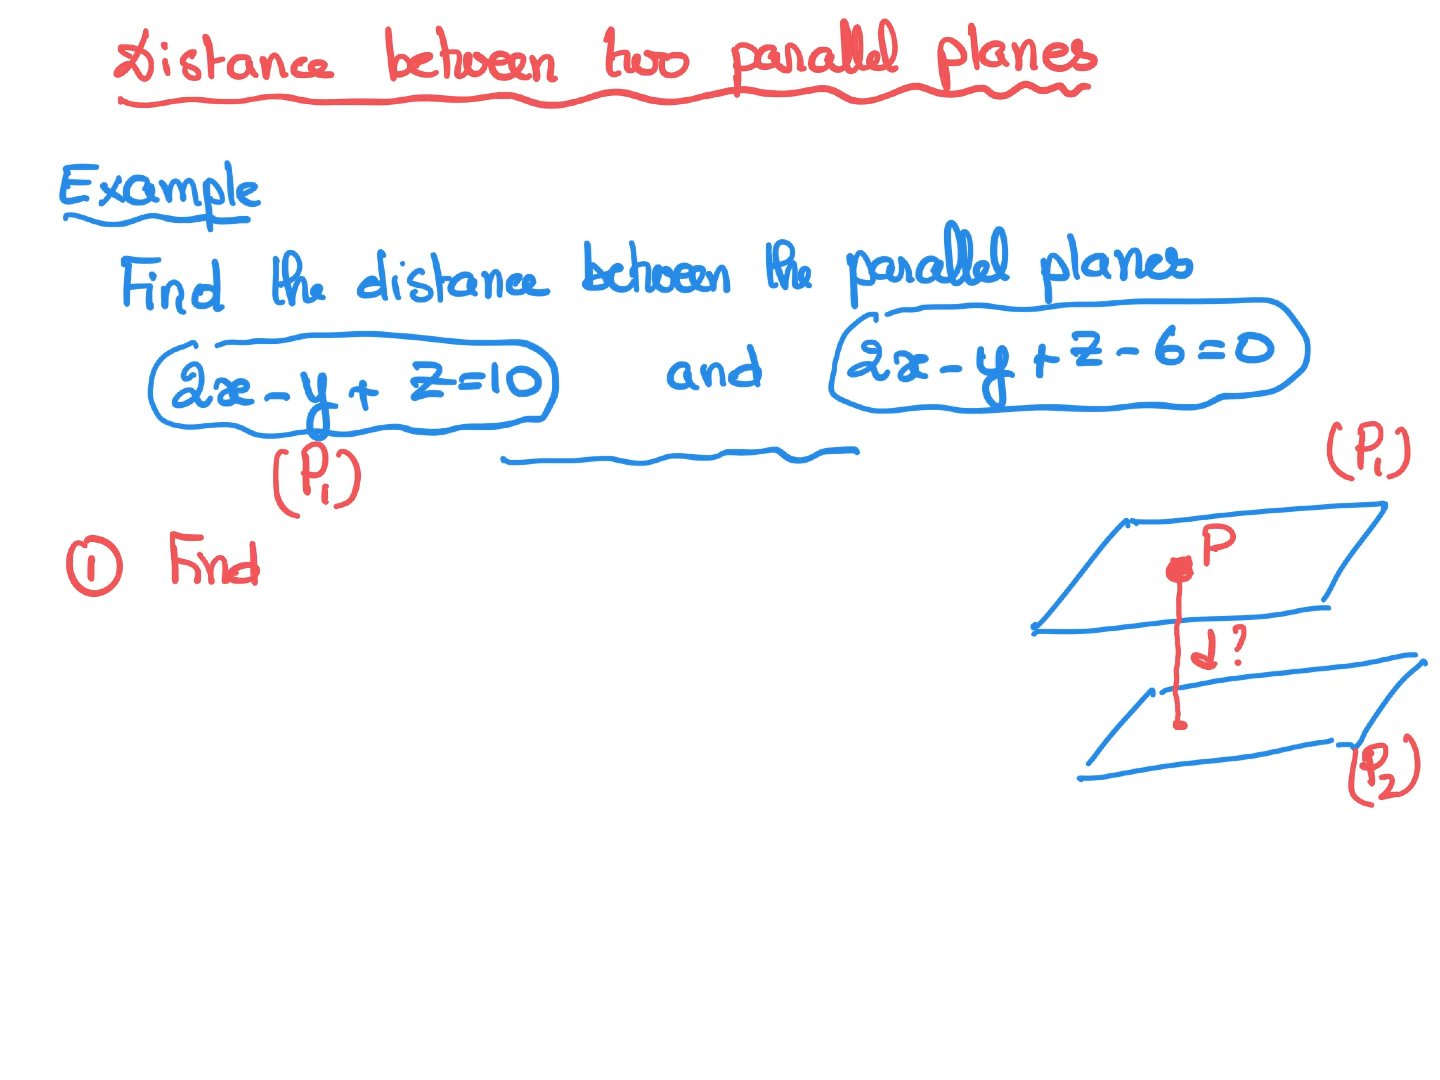 Distance between two parallel planes
Example
Find the distance between the parallel planes
2x - y + z = 10 and 2x - y + z - 6 = 0
(P₁)
① Find
(P₁)
P
d?
(P₂)